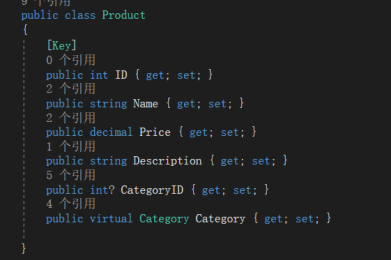 9 个引用
public class Product
{
[Key]
0 个引用
public int ID { get; set; }
2 个引用
public string Name { get; set; }
2 个引用
public decimal Price { get; set; }
1 个引用
public string Description { get; set; }
5 个引用
public int? CategoryID { get; set; }
4 个引用
public virtual Category Category { get; set; }
}